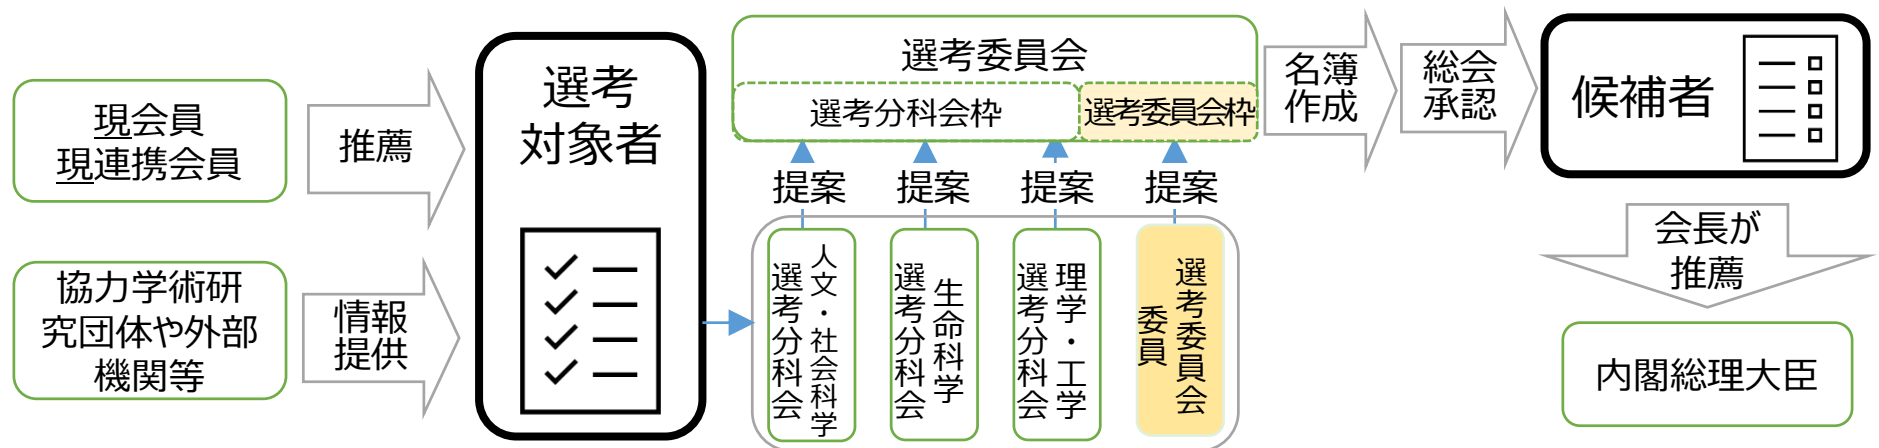 現会員
現連携会員
協力学術研
究団体や外部
機関等
推薦
情報
提供
選考
対象者
選考委員会
選考分科会枠
選考委員会枠
提案
提案
提案
提案
人文・社会科学
選考分科会
生命科学
選考分科会
理学・工学
選考分科会
選考委員会
委員
名簿
作成
総会
承認
候補者
会長が
推薦
内閣総理大臣